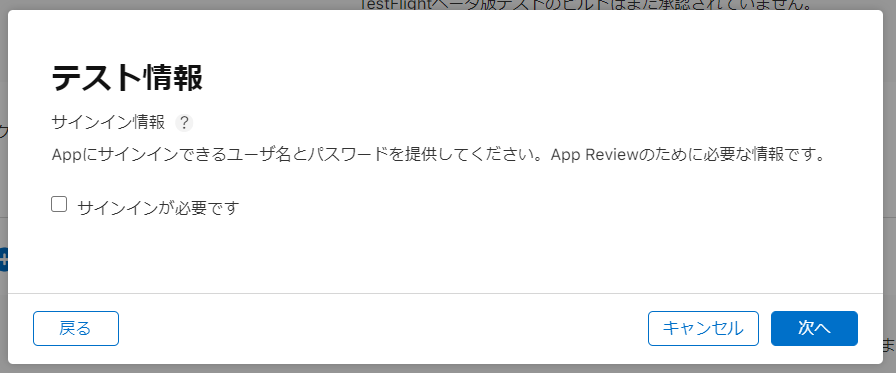 TestFlightベータ版テストのビルドはまだ承認されていません。
テスト情報
サインイン情報 ?
Appにサインインできるユーザ名とパスワードを提供してください。App Reviewのために必要な情報です。
サインインが必要です
戻る
キャンセル
次へ
ま